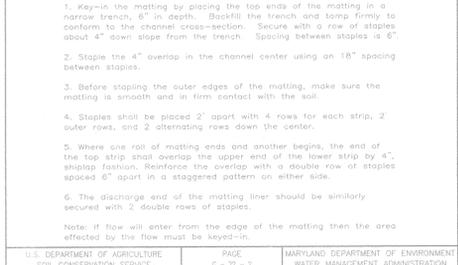 1. Key-in the matting by placing the top ends of the matting in a
narrow trench, 6" in depth. Backfill the trench and tamp firmly to
conform to the channel cross-section. Secure with a row of staples
about 4" down slope from the trench. Spacing between staples is 6".
2. Staple the 4" overlap in the channel center using an 18" spacing
between staples.
3. Before stapling the outer edges of the matting, make sure the
matting is smooth and in firm contact with the soil.
4. Staples shall be placed 2' apart with 4 rows for each strip, 2
outer rows, and 2 alternating rows down the center.
5. Where one roll of matting ends and another begins, the end of
the top strip shall overlap the upper end of the lower strip by 4",
shiplap fashion. Reinforce the overlap with a double row of staples
spaced 6" apart in a staggered pattern on either side.
6. The discharge end of the matting liner should be similarly
secured with 2 double rows of staples.
Note: If flow will enter from the edge of the matting then the area
effected by the flow must be keyed-in.
U.S. DEPARTMENT OF AGRICULTURE
PAGE
MARYLAND DEPARTMENT OF ENVIRONMENT
SOIL CONSERVATION SERVICE
WATER MANAGEMENT ADMINISTRATION